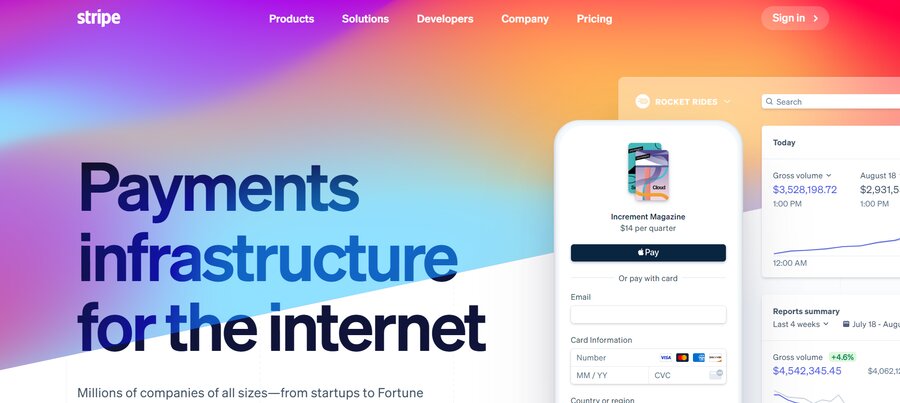 stripe
Products Solutions Developers Company Pricing
Sign in
Payments
infrastructure
for the internet
Millions of companies of all sizes—from startups to Fortune
ROCKET RIDES
Search
Cloud
Increment Magazine
$14 per quarter
Pay
Or pay with card
Email
Card Information
Number VISA
MM / YY CVC
Country or region
Today
Gross volume August 18
$3,528,198.72 $2,931,5
1:00 PM 1:00 PM
12:00 AM
Reports summary
Last 4 weeks July 18 - Augu
Gross volume +4.6%
$4,542,345.45 $4,062,1